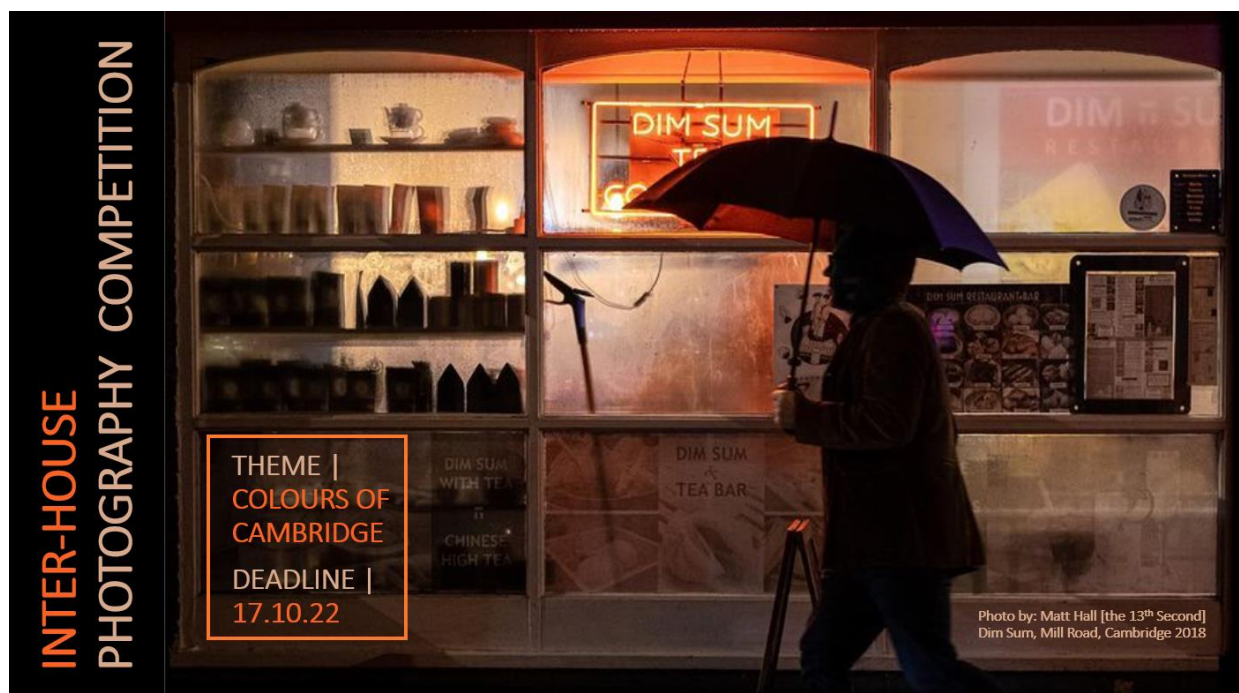 INTER-HOUSE
PHOTOGRAPHY COMPETITION
DIM SUM
DIM SU
RESTAURA
DIM SUM RESTAURANT-BAR
THEME |
COLOURS OF
CAMBRIDGE
DEADLINE |
17.10.22
DIM SUM
WITH TEA
CHINESE
HIGH TEA
DIM SUM
&
TEA BAR
Photo by: Matt Hall [the 13th Second]
Dim Sum, Mill Road, Cambridge 2018